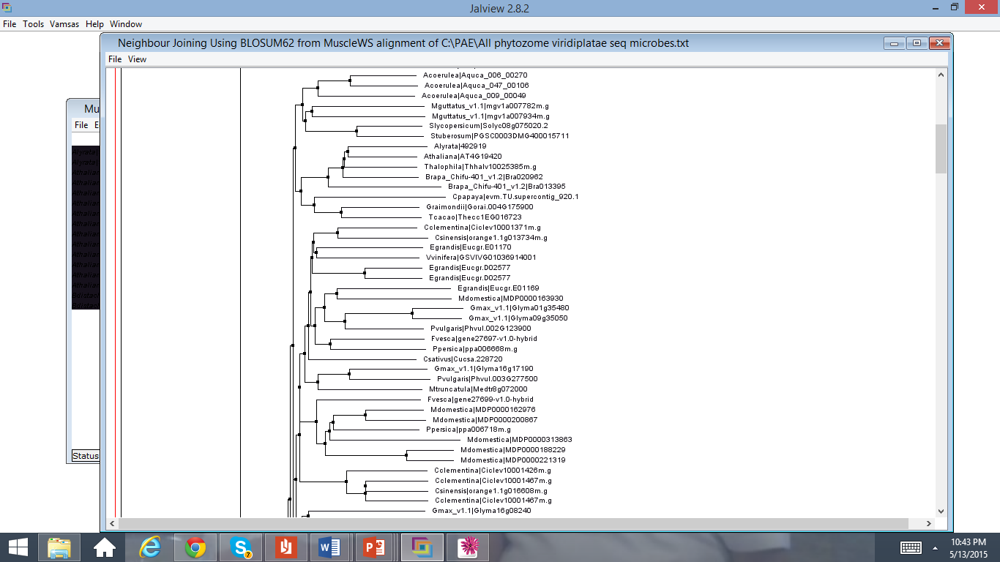 Jalview 2.8.2
File Tools Vamsas Help Window
Neighbour Joining Using BLOSUM62 from MuscleWS alignment of C:\PAE\All phytozome viridiplatae seq microbes.txt
File View
Mu
File E
Acoerulea|Aquca_006_00270
Acoerulea|Aquca_047_00106
Acoerulea|Aquca_009_00049
Mguttatus_v1.1|mgv1a007782m.g
Mguttatus_v1.1|mgv1a007934m.g
Slycopersicum|Solyc08g075020.2
Stuberosum|PGSC0003DMG400015711
Alyrata|492919
Athaliana|AT4G19420
Thalophila|Thhalv10025385m.g
Brapa_Chifu-401_v1.2|Bra020962
Brapa_Chifu-401_v1.2|Bra013395
Cpapaya|evm.TU.supercontig_920.1
Graimondii|Gorai.004G175900
Tcacao|Thecc1EG016723
Cclementina|Ciclev10001371m.g
Csinensis|orange1.1g013734m.g
Egrandis|Eucgr.E01170
Vvinifera|GSVIVG01036914001
Egrandis|Eucgr.D02577
Egrandis|Eucgr.D02577
Egrandis|Eucgr.E01169
Mdomestica|MDP0000163930
Gmax_v1.1|Glyma01g35480
Gmax_v1.1|Glyma09g35050
Pvulgaris|Phvul.002G123900
Fvesca|gene27697-v1.0-hybrid
Ppersica|ppa006668m.g
Csativus|Cucsa.228720
Gmax_v1.1|Glyma16g17190
Pvulgaris|Phvul.003G277500
Mtruncatula|Medtr8g072000
Fvesca|gene27699-v1.0-hybrid
Mdomestica|MDP0000162976
Mdomestica|MDP0000200867
Ppersica|ppa006718m.g
Mdomestica|MDP0000313863
Mdomestica|MDP0000188229
Mdomestica|MDP0000221319
Cclementina|Ciclev10001426m.g
Cclementina|Ciclev10001467m.g
Csinensis|orange1.1g016608m.g
Cclementina|Ciclev10001467m.g
Gmax_v1.1|Glyma16g08240
Status
7
10:43 PM
5/13/2015